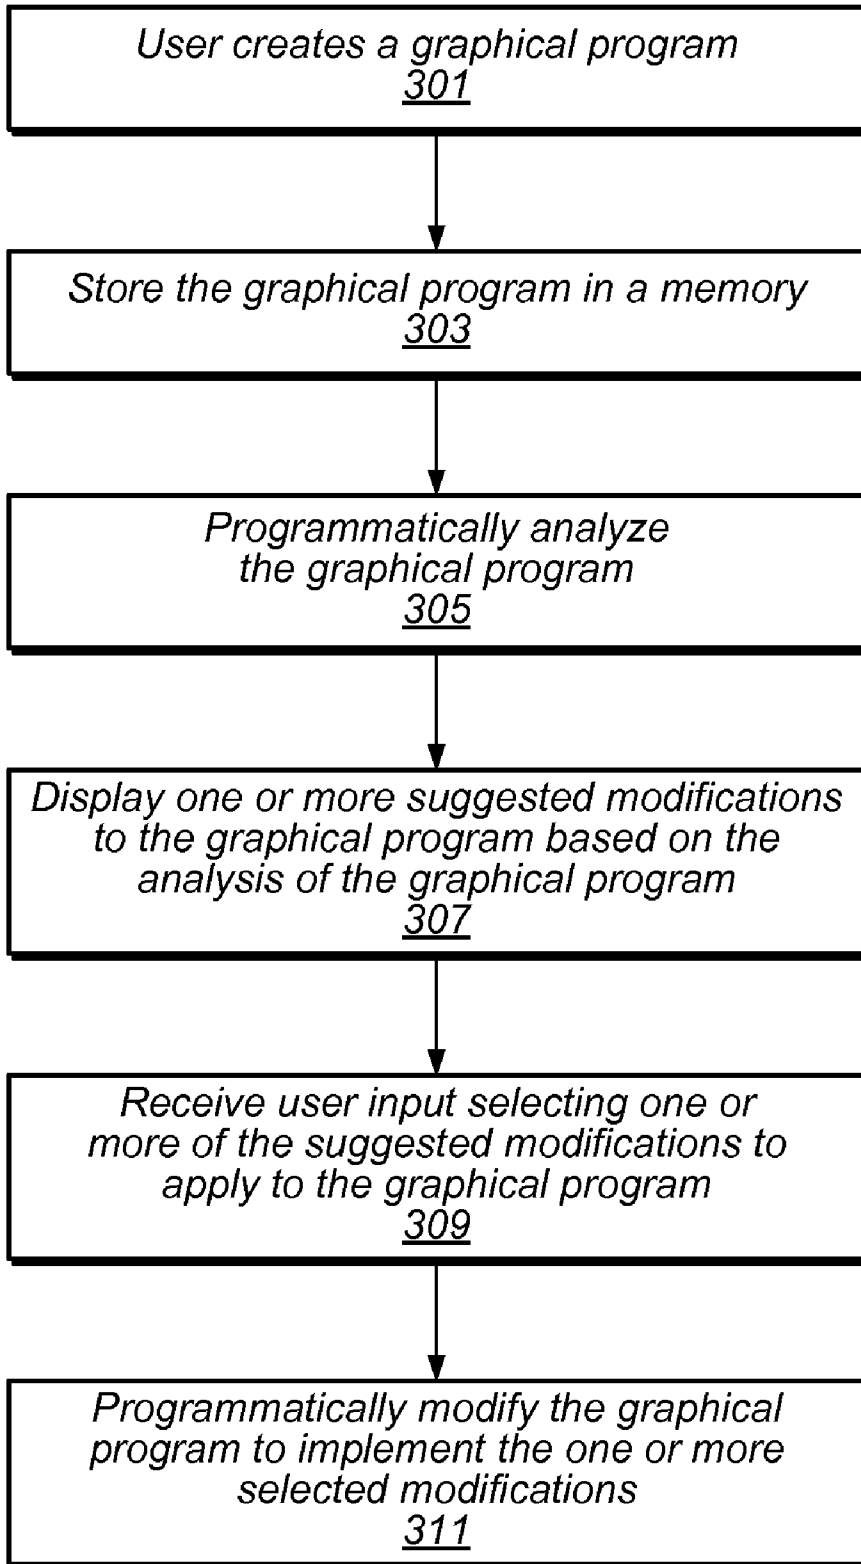 User creates a graphical program
301
Store the graphical program in a memory
303
Programmatically analyze
the graphical program
305
Display one or more suggested modifications
to the graphical program based on the
analysis of the graphical program
307
Receive user input selecting one or
more of the suggested modifications to
apply to the graphical program
309
Programmatically modify the graphical
program to implement the one or more
selected modifications
311